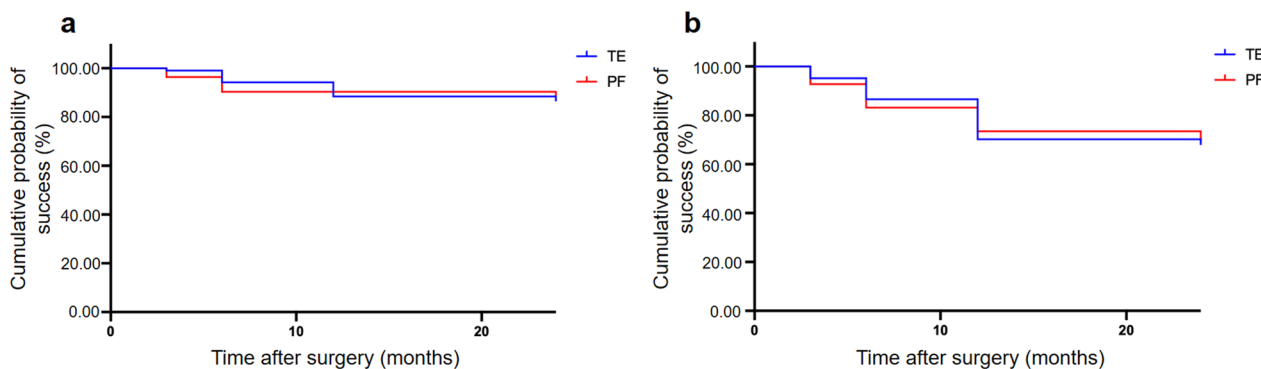 a
Cumulative probability of
success (%)
100.00
80.00
60.00
40.00
20.00
0.00
0
10
20
Time after surgery (months)
TE
PF
b
Cumulative probability of
success (%)
100.00
80.00
60.00
40.00
20.00
0.00
0
10
20
Time after surgery (months)
TE
PF